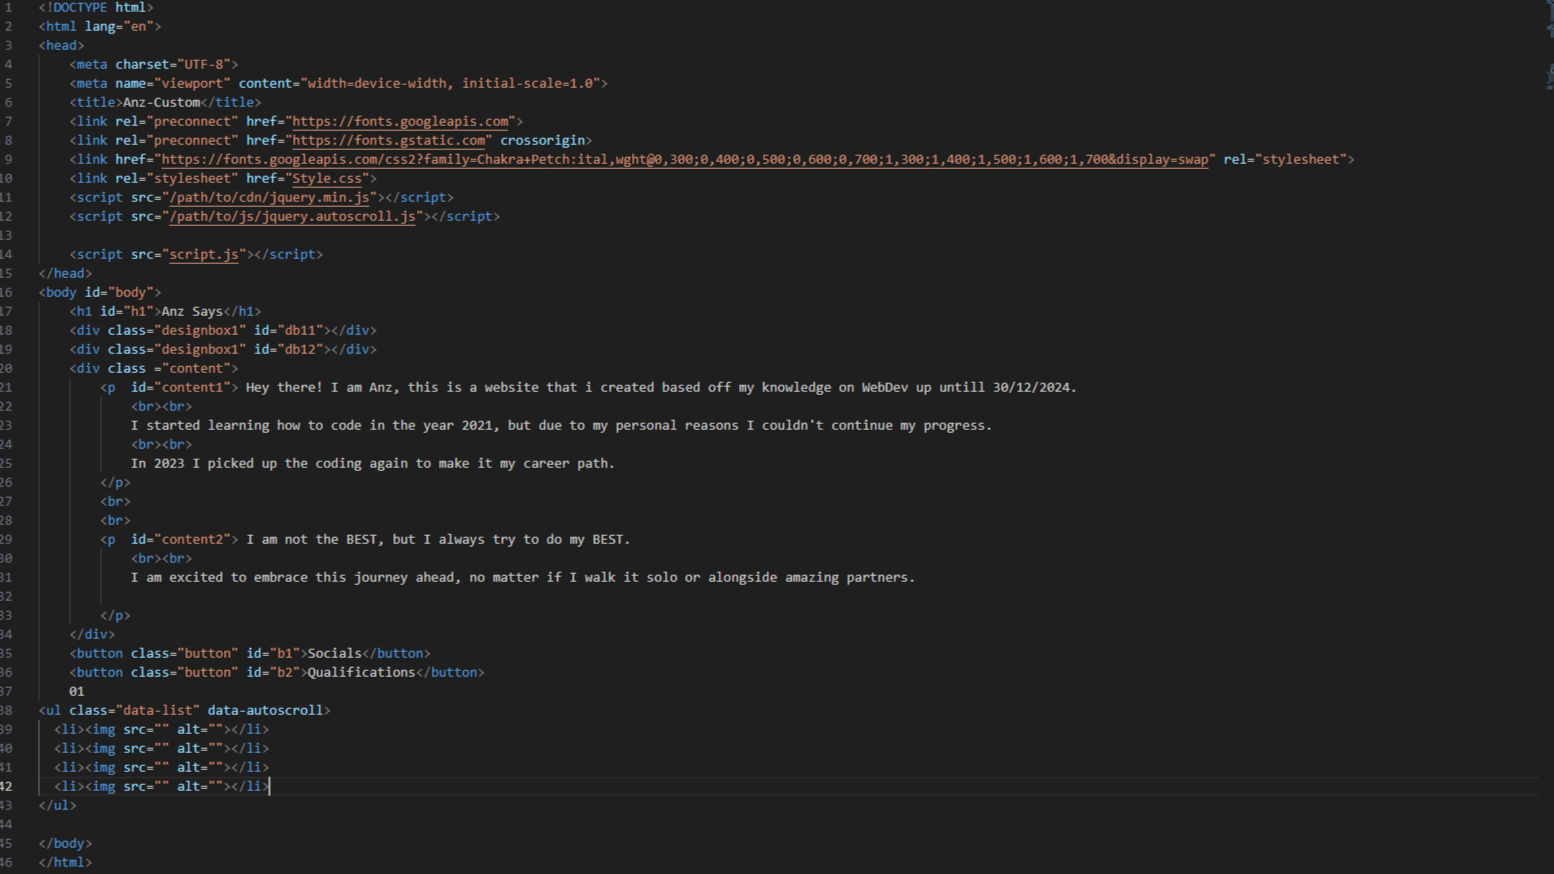 1 <!DOCTYPE html>
2 <html lang="en">
3 <head>
4     <meta charset="UTF-8">
5     <meta name="viewport" content="width=device-width, initial-scale=1.0">
6     <title>Anz-Custom</title>
7     <link rel="preconnect" href="https://fonts.googleapis.com">
8     <link rel="preconnect" href="https://fonts.gstatic.com" crossorigin>
9     <link href="https://fonts.googleapis.com/css2?family=Chakra+Petch:ital,wght@0,300;0,400;0,500;0,600;0,700;1,300;1,400;1,500;1,600;1,700&display=swap" rel="stylesheet">
10     <link rel="stylesheet" href="Style.css">
11     <script src="/path/to/cdn/jquery.min.js"></script>
12     <script src="/path/to/js/jquery.autoscroll.js"></script>
13
14     <script src="script.js"></script>
15 </head>
16 <body id="body">
17     <h1 id="h1">Anz Says</h1>
18     <div class="designbox1" id="db11"></div>
19     <div class="designbox1" id="db12"></div>
20     <div class ="content">
21         <p  id="content1"> Hey there! I am Anz, this is a website that i created based off my knowledge on WebDev up untill 30/12/2024.
22             <br><br>
23             I started learning how to code in the year 2021, but due to my personal reasons I couldn't continue my progress.
24             <br><br>
25             In 2023 I picked up the coding again to make it my career path.
26         </p>
27         <br>
28         <br>
29         <p  id="content2"> I am not the BEST, but I always try to do my BEST.
30             <br><br>
31             I am excited to embrace this journey ahead, no matter if I walk it solo or alongside amazing partners.
32
33         </p>
34     </div>
35     <button class="button" id="b1">Socials</button>
36     <button class="button" id="b2">Qualifications</button>
37     01
38 <ul class="data-list" data-autoscroll>
39   <li><img src="" alt=""></li>
40   <li><img src="" alt=""></li>
41   <li><img src="" alt=""></li>
42   <li><img src="" alt=""></li>
43 </ul>
44
45 </body>
46 </html>